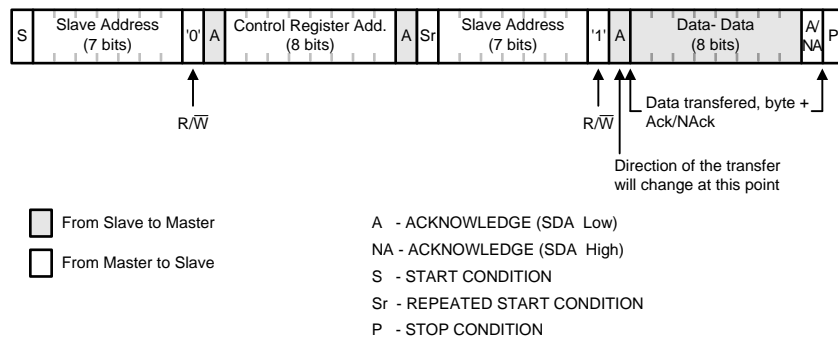 S Slave Address (7 bits) '0' A Control Register Add. (8 bits) A Sr Slave Address (7 bits) '1' A Data- Data (8 bits) A/NA P
R/W̅
R/W̅
Data transfered, byte +
Ack/NAck
Direction of the transfer
will change at this point
From Slave to Master
From Master to Slave
A - ACKNOWLEDGE (SDA Low)
NA - ACKNOWLEDGE (SDA High)
S - START CONDITION
Sr - REPEATED START CONDITION
P - STOP CONDITION